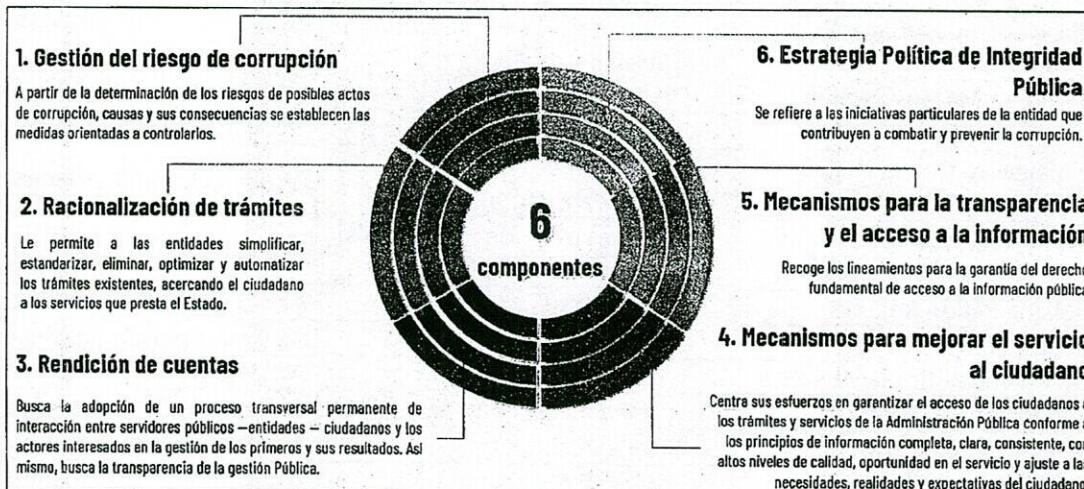 1. Gestión del riesgo de corrupción
A partir de la determinación de los riesgos de posibles actos
de corrupción, causas y sus consecuencias se establecen las
medidas orientadas a controlarlos.
2. Racionalización de trámites
Le permite a las entidades simplificar,
estandarizar, eliminar, optimizar y automatizar
los trámites existentes, acercando el ciudadano
a los servicios que presta el Estado.
3. Rendición de cuentas
Busca la adopción de un proceso transversal permanente de
interacción entre servidores públicos –entidades – ciudadanos y los
actores interesados en la gestión de los primeros y sus resultados. Así
mismo, busca la transparencia de la gestión Pública.
6
componentes
6. Estrategia Política de Integridad
Pública
Se refiere a las iniciativas particulares de la entidad que
contribuyen a combatir y prevenir la corrupción.
5. Mecanismos para la transparencia
y el acceso a la información
Recoge los lineamientos para la garantía del derecho
fundamental de acceso a la información pública
4. Mecanismos para mejorar el servicio
al ciudadano
Centra sus esfuerzos en garantizar el acceso de los ciudadanos a
los trámites y servicios de la Administración Pública conforme a
los principios de información completa, clara, consistente, con
altos niveles de calidad, oportunidad en el servicio y ajuste a las
necesidades, realidades y expectativas del ciudadano